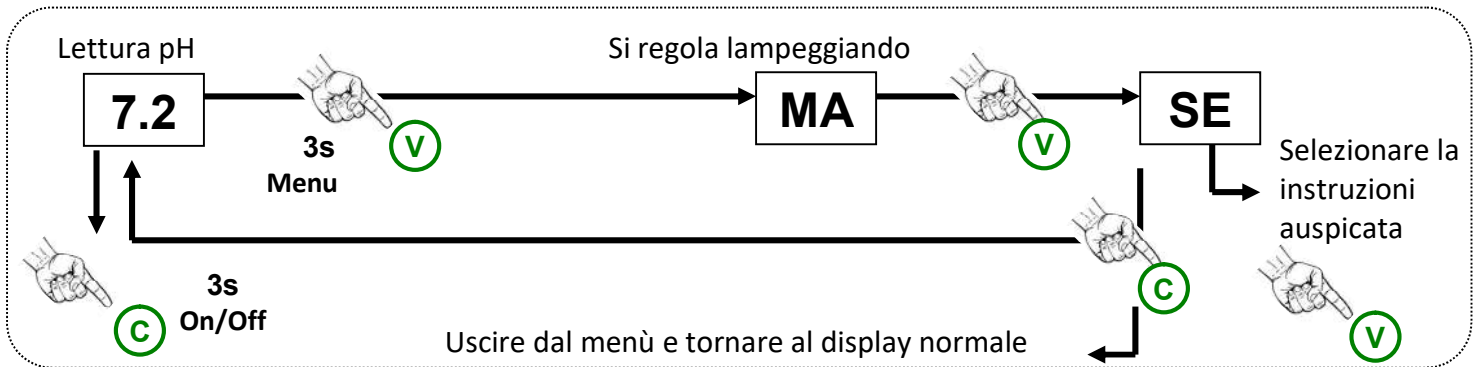 Lettura pH
Si regola lampeggiando
7.2
MA
SE
3s
Menu
V
V
Selezionare la
instruzioni
auspicata
3s
On/Off
C
C
V
Uscire dal menù e tornare al display normale